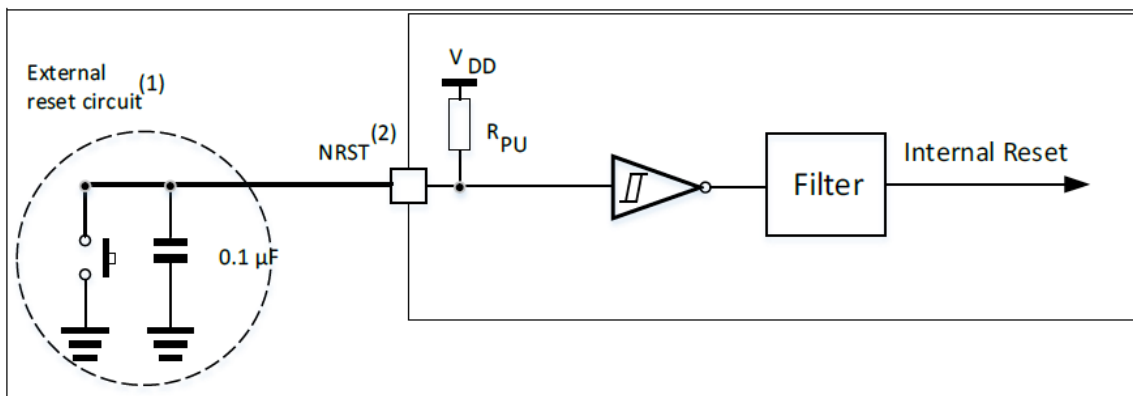 External
reset circuit(1)
NRST(2)
VDD
RPU
0.1 µF
Filter
Internal Reset